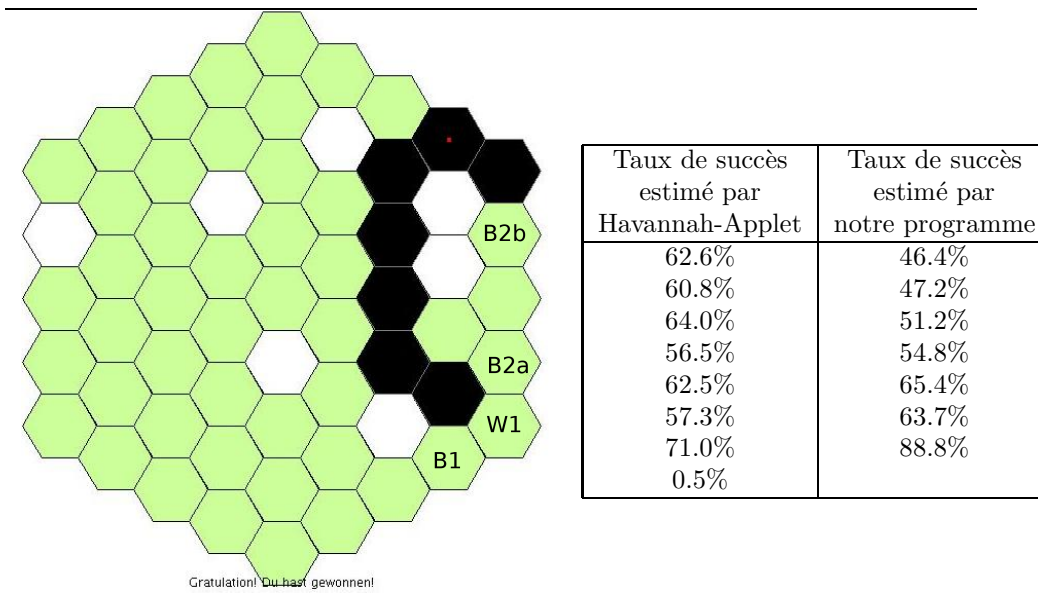 B2b
B2a
W1
B1
Gratulation! Du hast gewonnen!
Taux de succès Taux de succès
estimé par estimé par
Havannah-Applet notre programme
62.6% 46.4%
60.8% 47.2%
64.0% 51.2%
56.5% 54.8%
62.5% 65.4%
57.3% 63.7%
71.0% 88.8%
0.5%